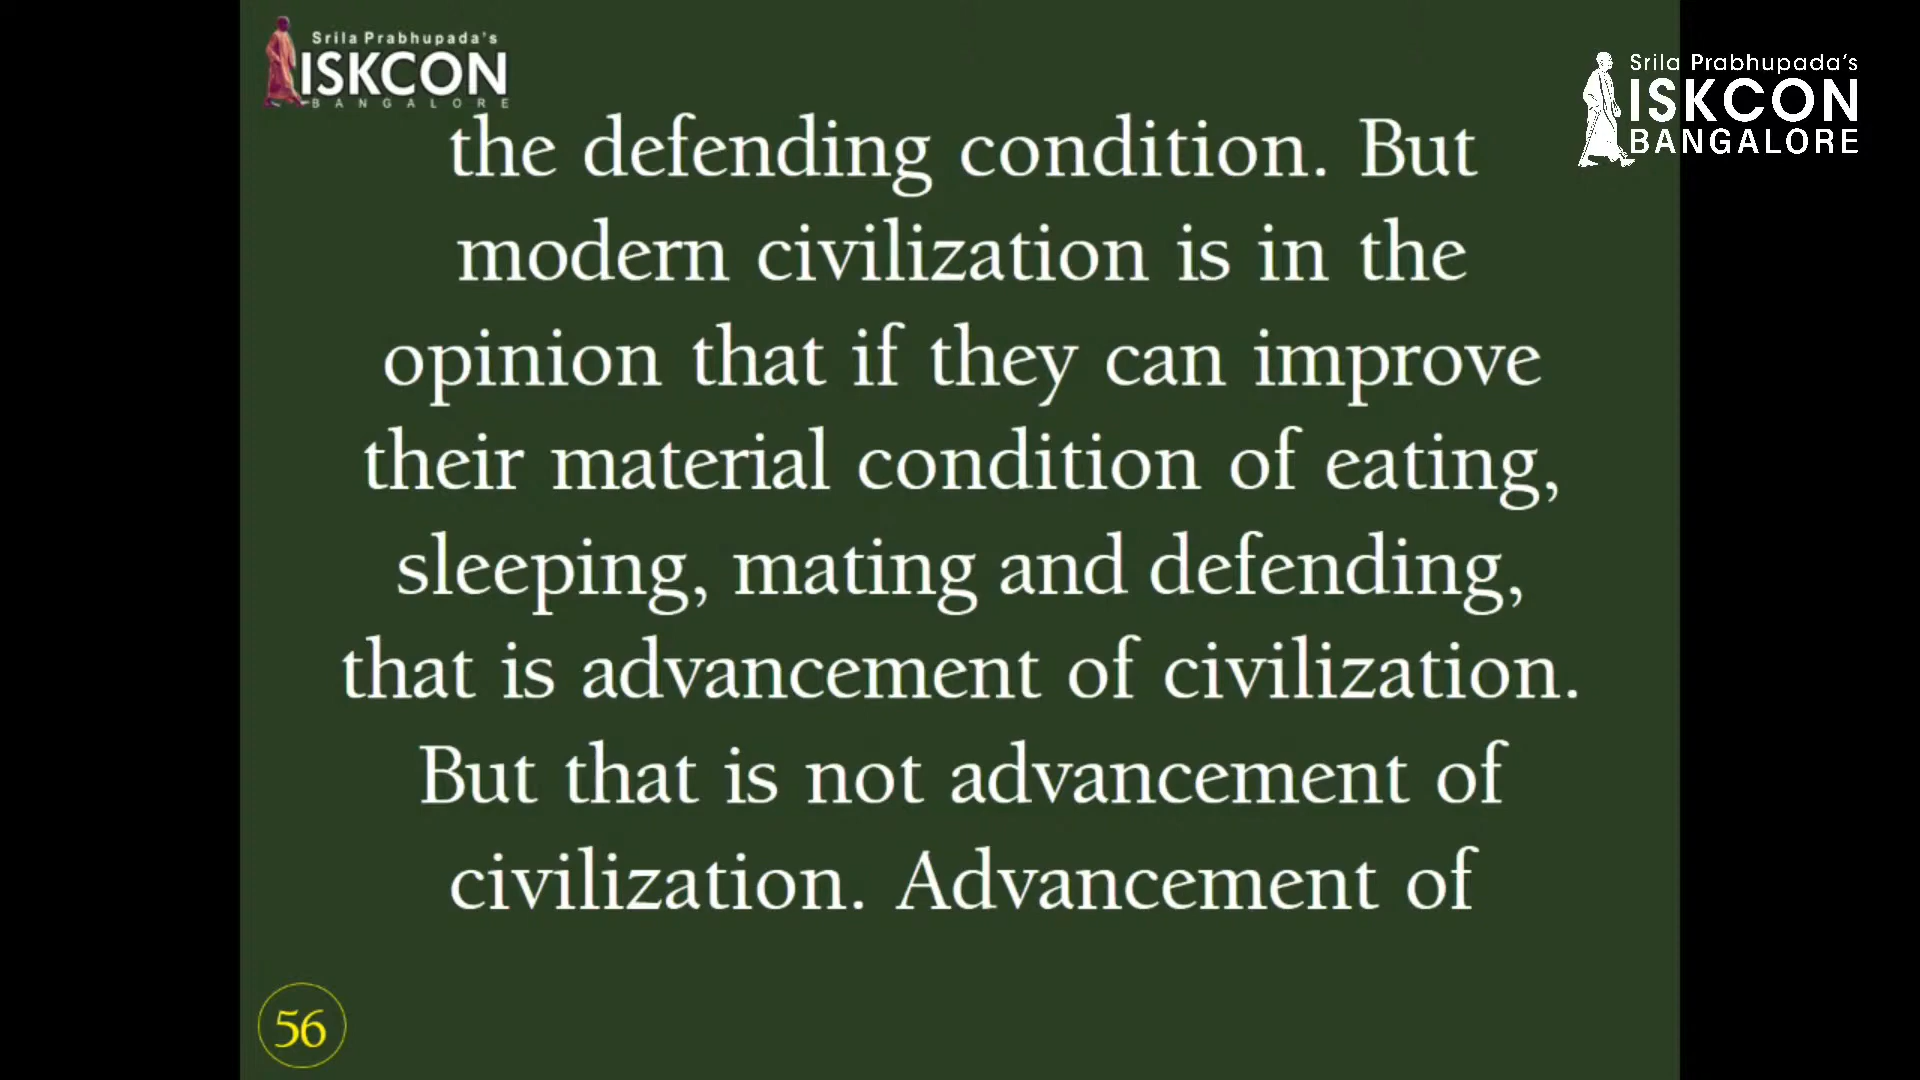 Srila Prabhupada's
ISKCON
BANGALORE
Srila Prabhupada's
ISKCON
BANGALORE
the defending condition. But
modern civilization is in the
opinion that if they can improve
their material condition of eating,
sleeping, mating and defending,
that is advancement of civilization.
But that is not advancement of
civilization. Advancement of
56